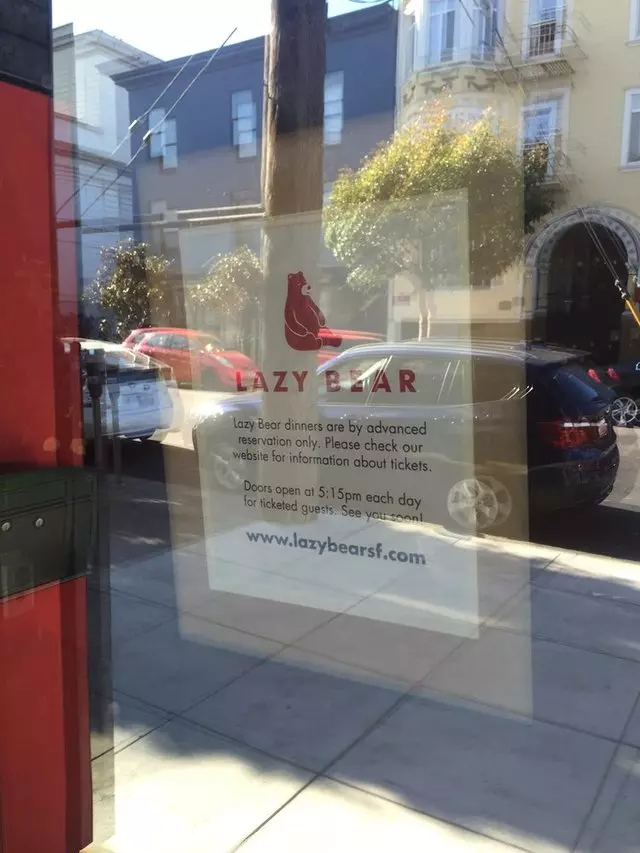 LAZY BEAR
Lazy Bear dinners are by advanced
reservation only. Please check our
website for information about tickets.
Doors open at 5:15pm each day
for ticketed guests. See you soon!
www.lazybearsf.com